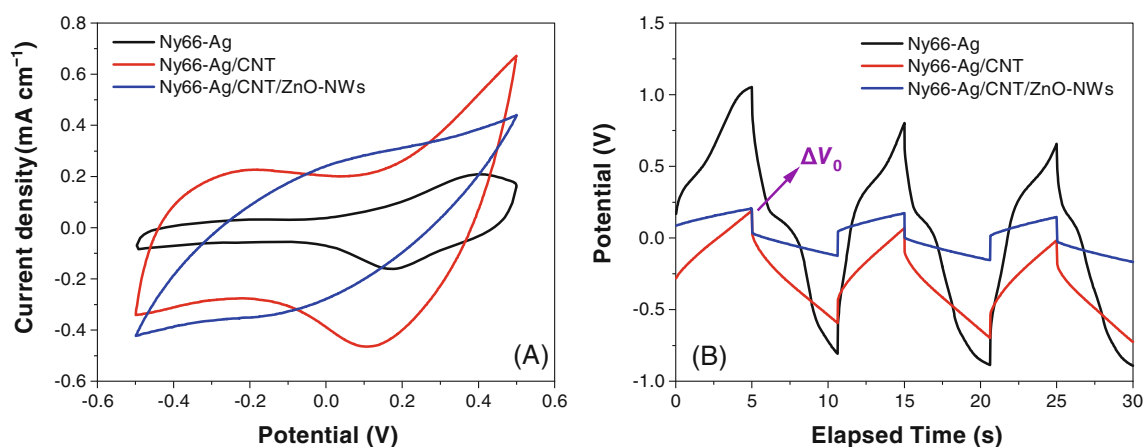 Ny66-Ag
Ny66-Ag/CNT
Ny66-Ag/CNT/ZnO-NWs
0.8
0.6
0.4
0.2
0.0
-0.2
-0.4
-0.6
-0.6 -0.4 -0.2 0.0 0.2 0.4 0.6
Current density(mA cm⁻¹)
Potential (V)
(A)
Ny66-Ag
Ny66-Ag/CNT
Ny66-Ag/CNT/ZnO-NWs
ΔV₀
1.5
1.0
0.5
0.0
-0.5
-1.0
0 5 10 15 20 25 30
Potential (V)
Elapsed Time (s)
(B)